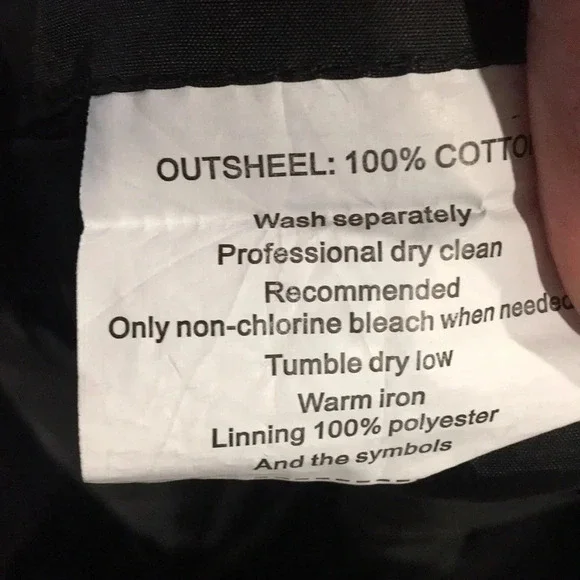 OUTSHEEL: 100% COTTO
Wash separately
Professional dry clean
Recommended
Only non-chlorine bleach when needed
Tumble dry low
Warm iron
Linning 100% polyester
And the symbols